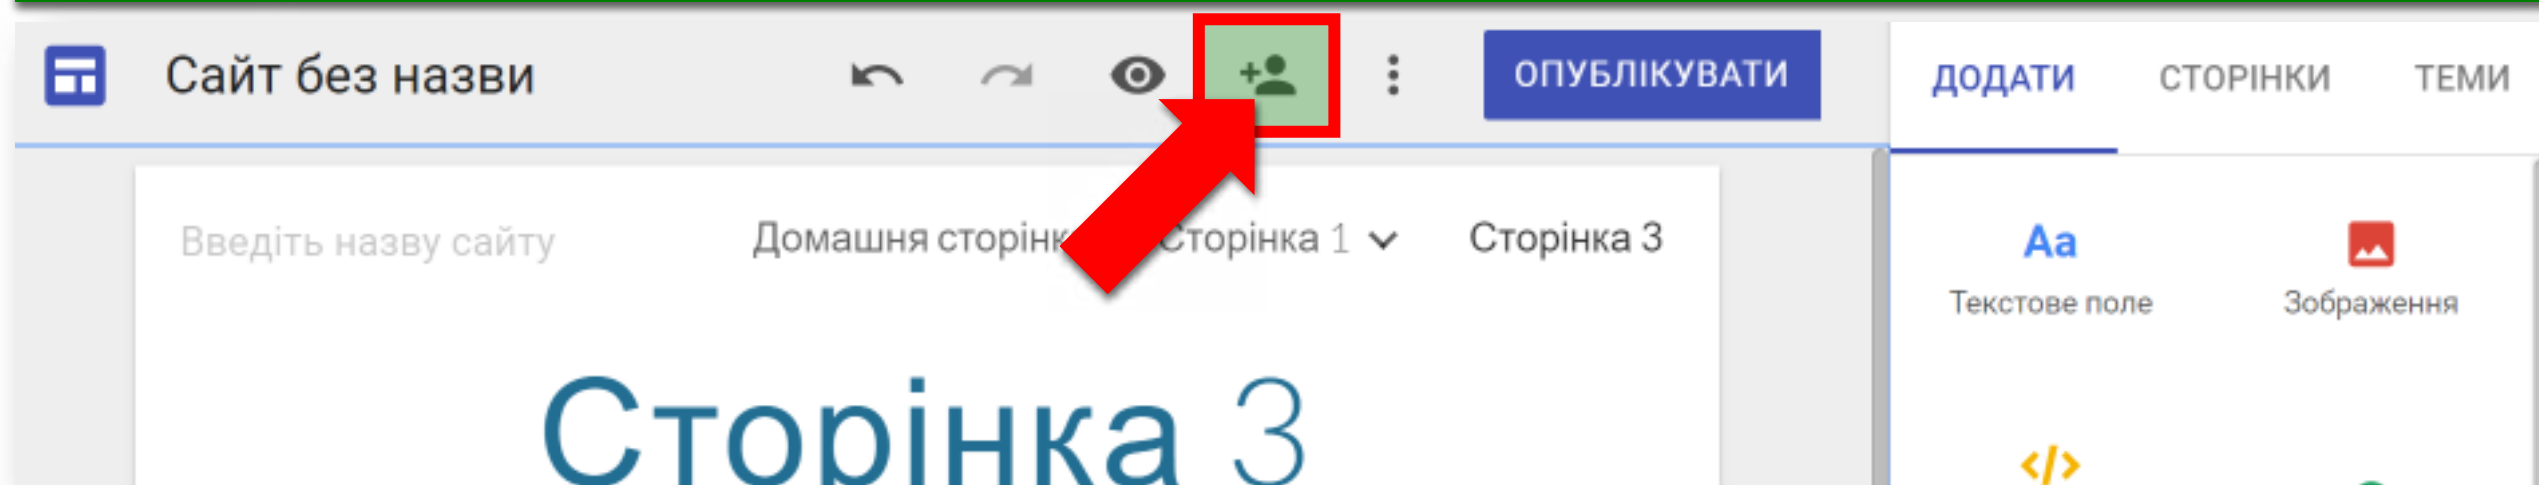 Сайт без назви
ОПУБЛІКУВАТИ
ДОДАТИ СТОРІНКИ ТЕМИ
Введіть назву сайту
Домашня Сторінка 1 Сторінка 3
Aa
Текстове поле
Зображення
Сторінка 3